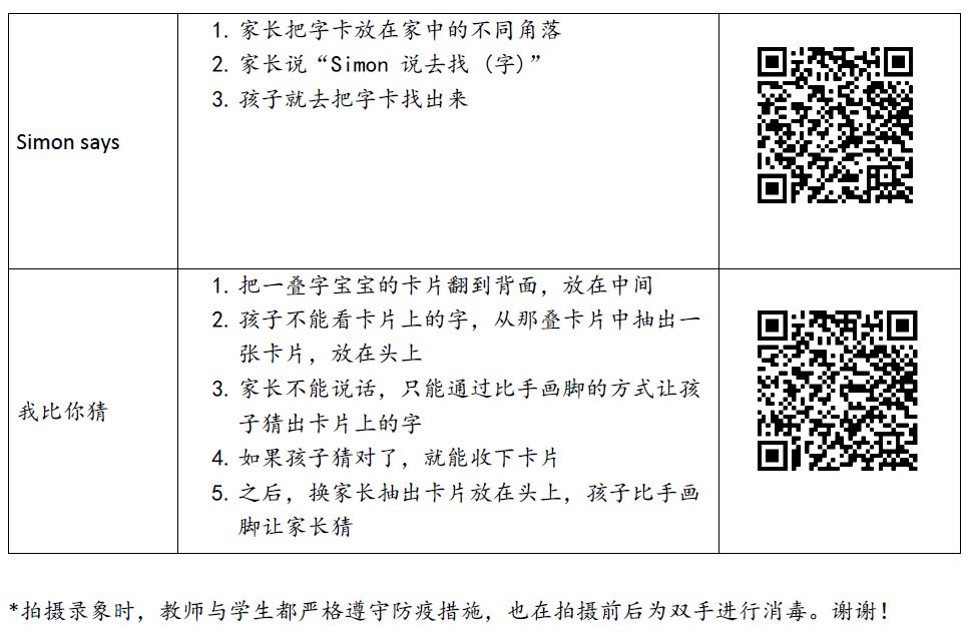 1. 家长把字卡放在家中的不同角落
2. 家长说“Simon 说去找 (字)”
3. 孩子就去把字卡找出来
Simon says
1. 把一叠字宝宝的卡片翻到背面，放在中间
2. 孩子不能看卡片上的字，从那叠卡片中抽出一
张卡片，放在头上
3. 家长不能说话，只能通过比手画脚的方式让孩
子猜出卡片上的字
4. 如果孩子猜对了，就能收下卡片
5. 之后，换家长抽出卡片放在头上，孩子比手画
脚让家长猜
我比你猜
*拍摄录象时，教师与学生都严格遵守防疫措施，也在拍摄前后为双手进行消毒。谢谢！